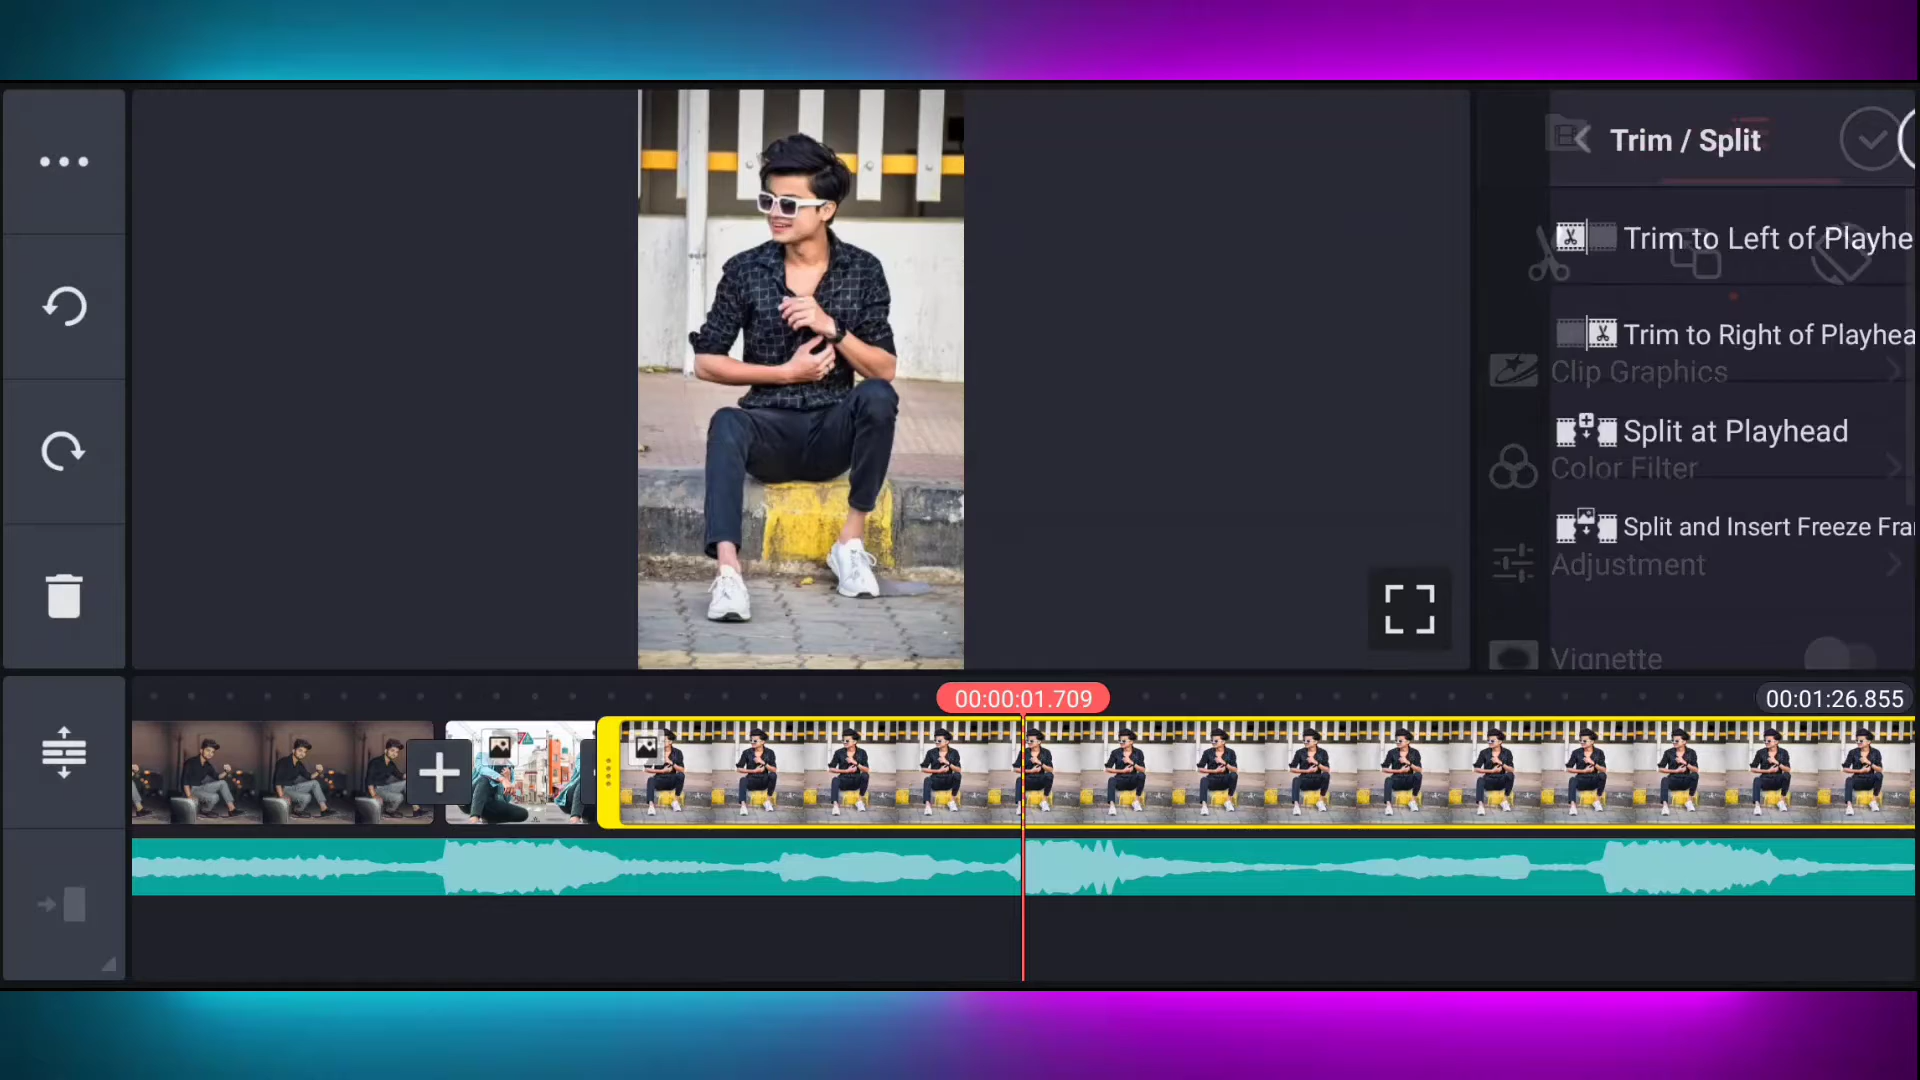 Trim / Split
Trim to Left of Playhe
Trim to Right of Playhea
Clip Graphics
Split at Playhead
Color Filter
Split and Insert Freeze Fra
Adjustment
Vignette
00:00:01.709
00:01:26.855